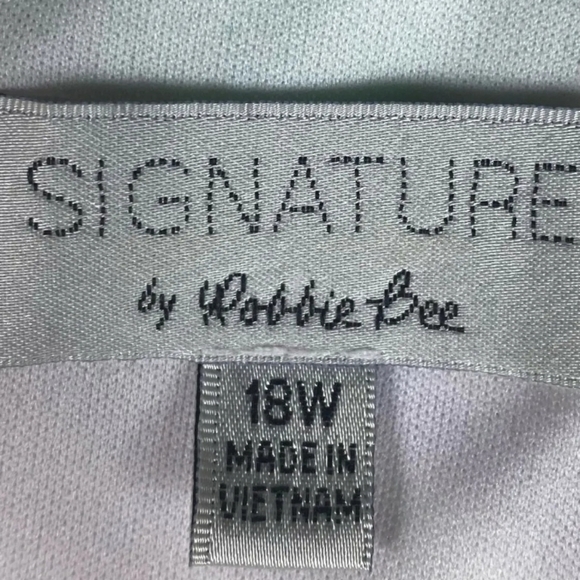 SIGNATURE
by Robbie Bee
18W
MADE IN
VIETNAM